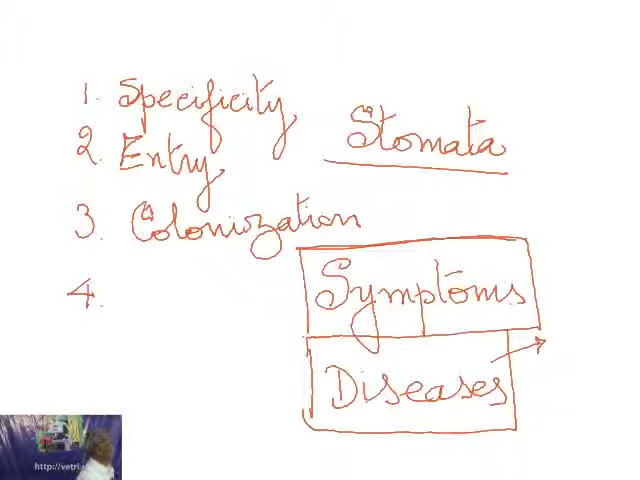 1. Specificity
2. Entry
Stomata
3. Colonization
4.
Symptoms
Diseases